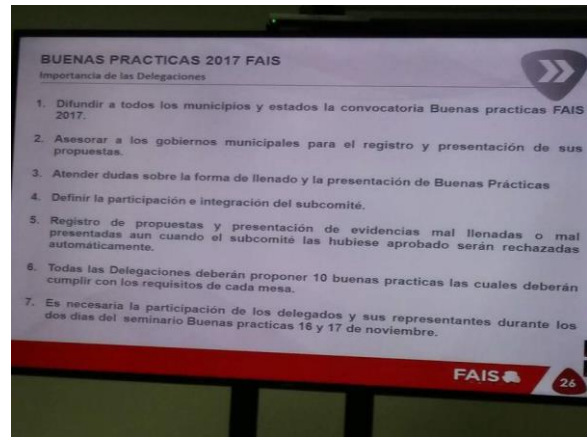 BUENAS PRACTICAS 2017 FAIS
Importancia de las Delegaciones
1. Difundir a todos los municipios y estados la convocatoria Buenas practicas FAIS
2017.
2. Asesorar a los gobiernos municipales para el registro y presentación de sus
propuestas.
3. Atender dudas sobre la forma de llenado y la presentación de Buenas Prácticas
4. Definir la participación e integración del subcomité.
5. Registro de propuestas y presentación de evidencias mal llenadas o mal
presentadas aun cuando el subcomité las hubiese aprobado serán rechazadas
automáticamente.
6. Todas las Delegaciones deberán proponer 10 buenas practicas las cuales deberán
cumplir con los requisitos de cada mesa.
7. Es necesaria la participación de los delegados y sus representantes durante los
dos días del seminario Buenas practicas 16 y 17 de noviembre.
FAIS
26